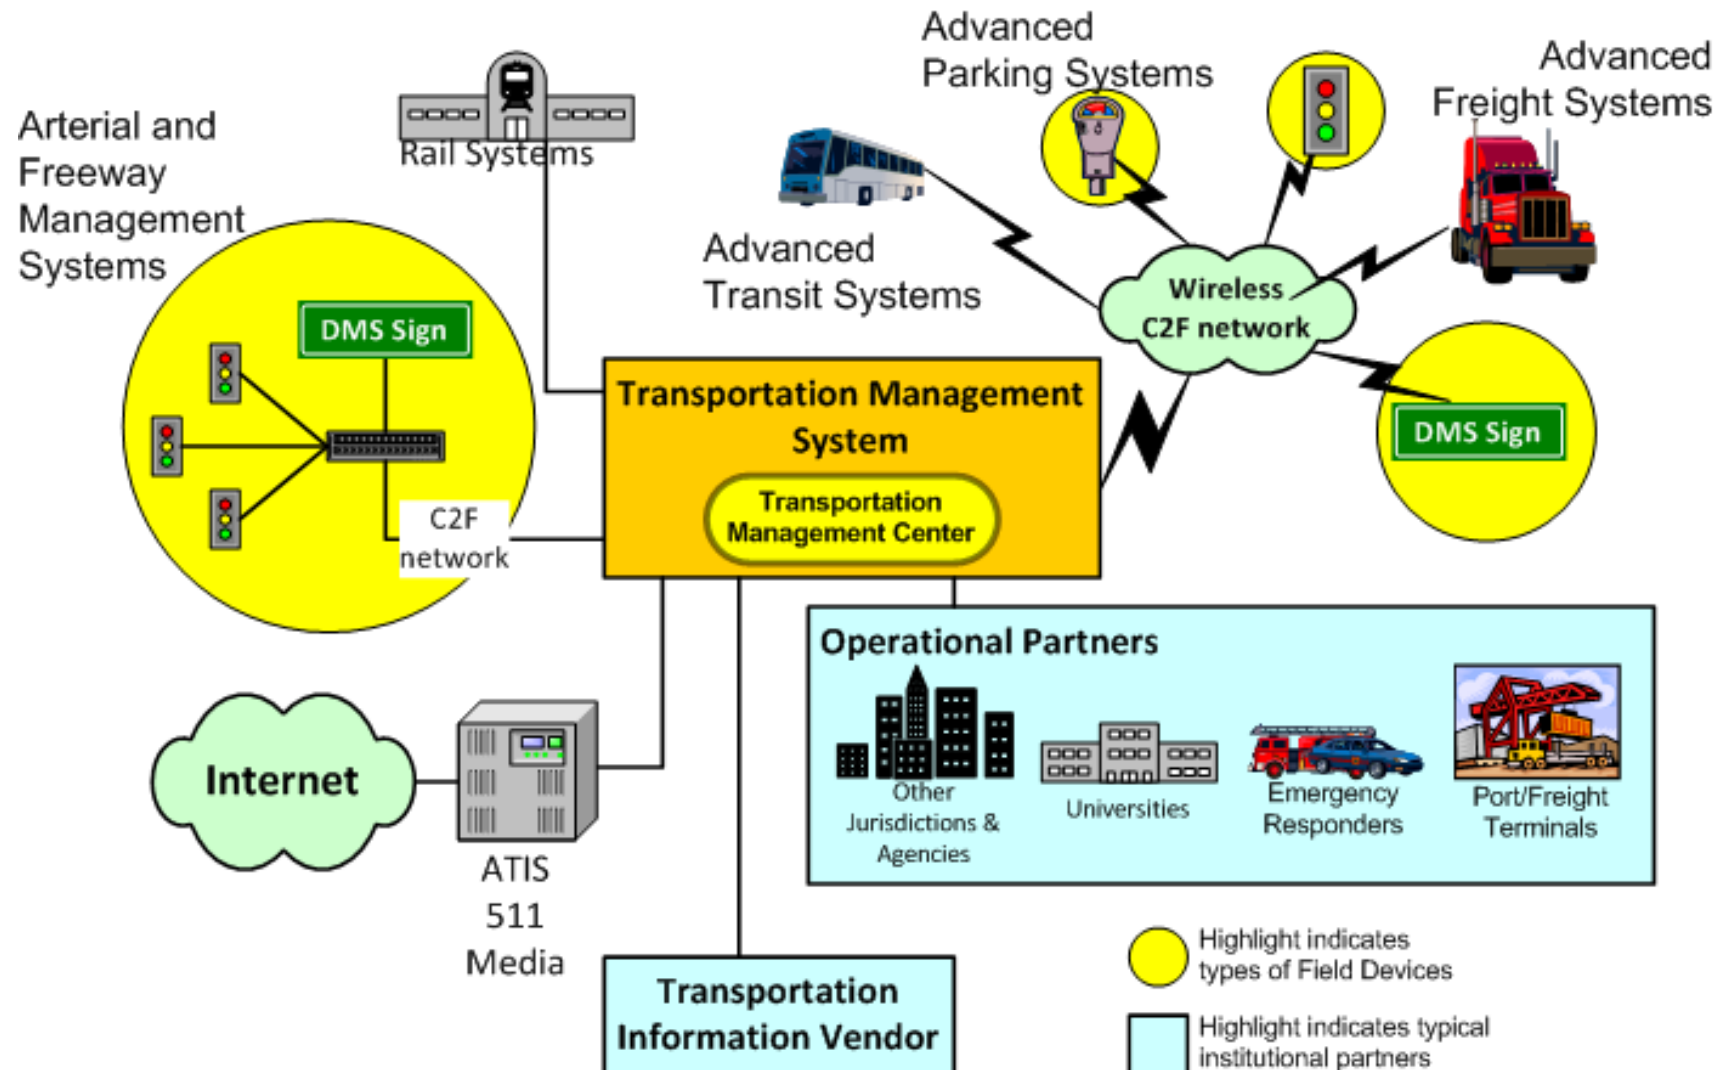 Advanced
Parking Systems
Advanced
Freight Systems
Arterial and
Freeway
Management
Systems
Rail Systems
Advanced
Transit Systems
Wireless
C2F network
DMS Sign
DMS Sign
Transportation Management
System
Transportation
Management Center
C2F
network
Operational Partners
Other
Jurisdictions &
Agencies
Universities
Emergency
Responders
Port/Freight
Terminals
Internet
ATIS
511
Media
Transportation
Information Vendor
Highlight indicates
types of Field Devices
Highlight indicates typical
institutional partners